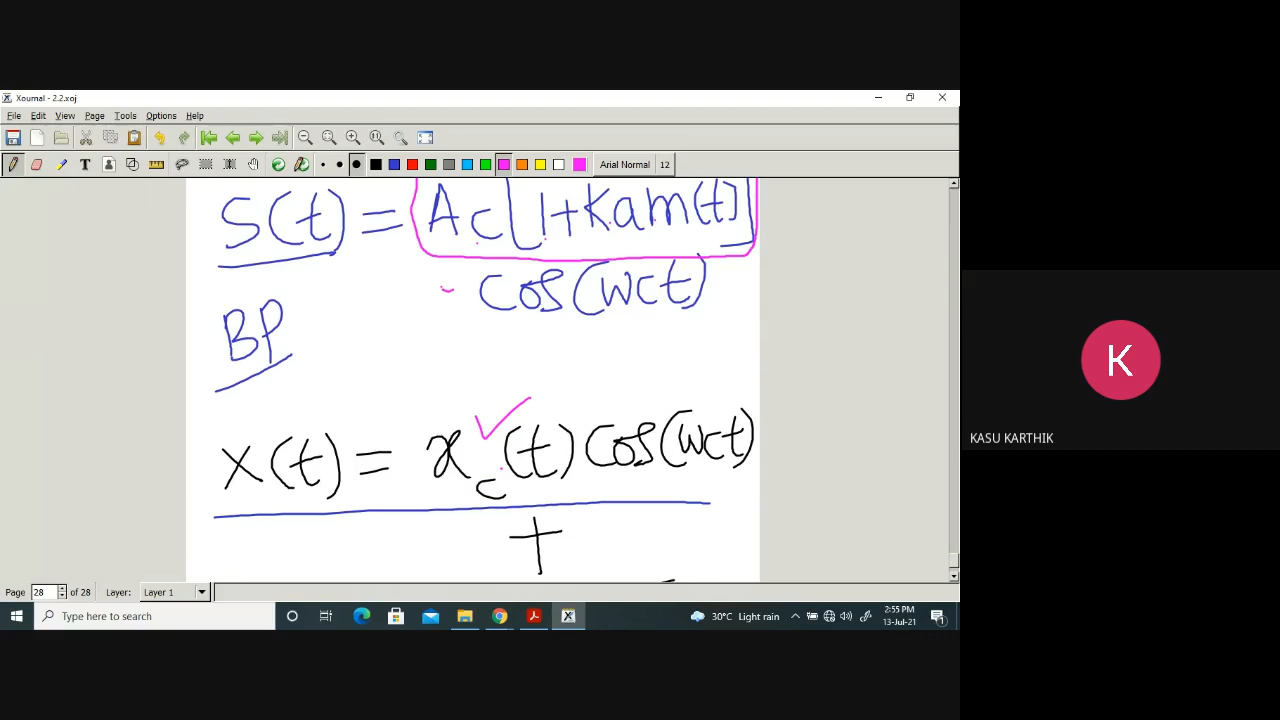 Xournal - 2.2.xoj
File Edit View Page Tools Options Help
T Arial Normal 12
S(t) = Ac[1+Kam(t)]
cos(wct)
BP
x(t) = xc(t) cos(wct)
+
Page 28 of 28 Layer: Layer 1
Type here to search
30°C Light rain
2:55 PM
13-Jul-21
1
K
KASU KARTHIK